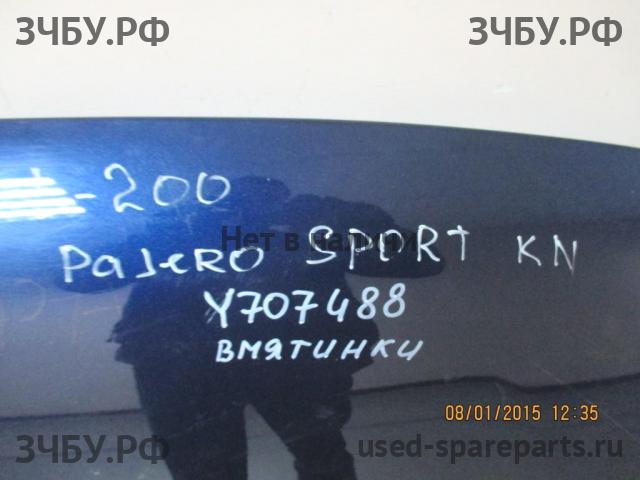 ЗЧБУ.РФ ЗЧБУ.РФ
L-200
Нет в наличии
PAJERO SPORT KN
Y707488
ВМЯТИНКИ
08/01/2015 12:35
ЗЧБУ.РФ used-spareparts.ru